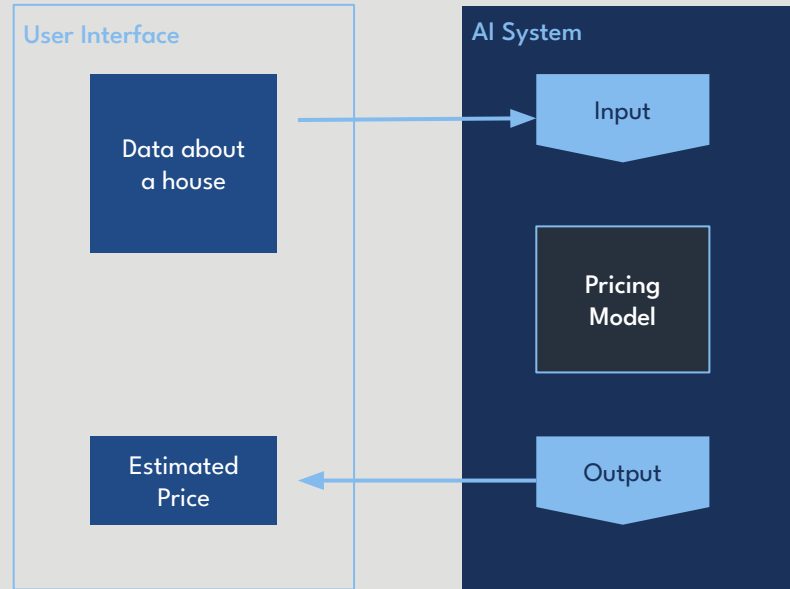 User Interface
AI System
Data about
a house
Input
Pricing
Model
Estimated
Price
Output